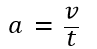 a = v/t